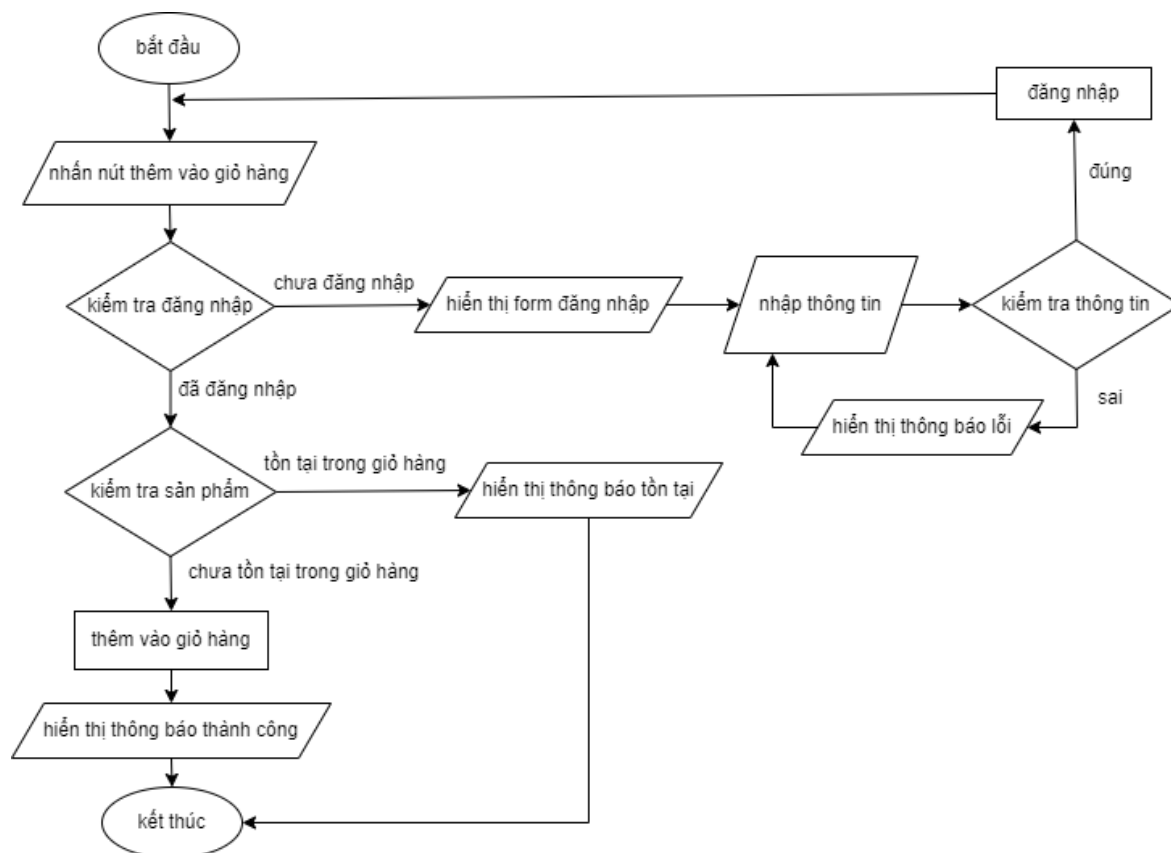 bắt đầu
đăng nhập
nhấn nút thêm vào giỏ hàng
đúng
kiểm tra đăng nhập
chưa đăng nhập
hiển thị form đăng nhập
nhập thông tin
kiểm tra thông tin
đã đăng nhập
sai
hiển thị thông báo lỗi
kiểm tra sản phẩm
tồn tại trong giỏ hàng
hiển thị thông báo tồn tại
chưa tồn tại trong giỏ hàng
thêm vào giỏ hàng
hiển thị thông báo thành công
kết thúc